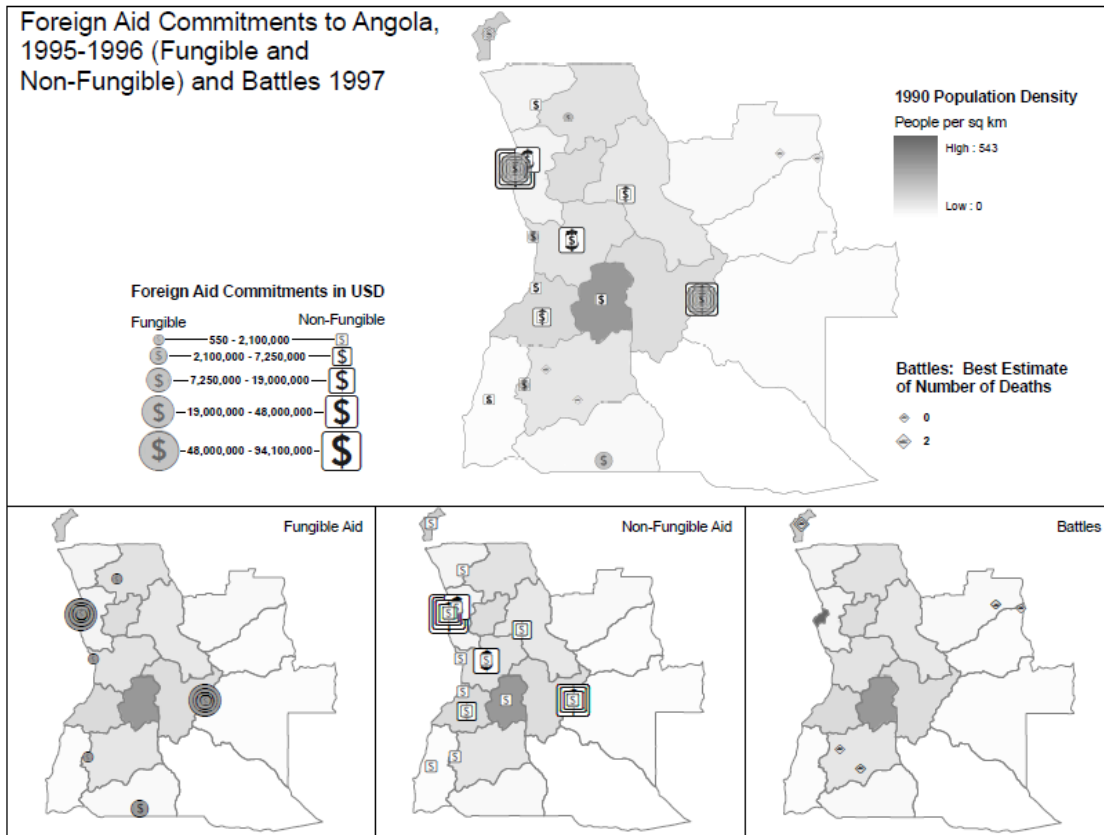 Foreign Aid Commitments to Angola,
1995-1996 (Fungible and
Non-Fungible) and Battles 1997
1990 Population Density
People per sq km
High : 543
Low : 0
Foreign Aid Commitments in USD
Fungible
Non-Fungible
550 - 2,100,000
2,100,000 - 7,250,000
7,250,000 - 19,000,000
19,000,000 - 48,000,000
48,000,000 - 94,100,000
Battles: Best Estimate
of Number of Deaths
0
2
Fungible Aid
Non-Fungible Aid
Battles